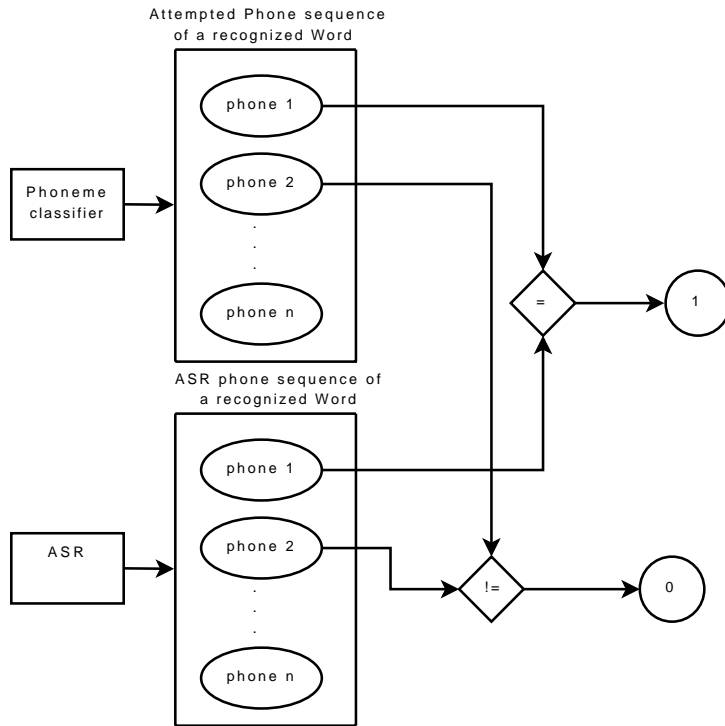 Attempted Phone sequence
of a recognized Word
phone 1
phone 2
.
.
.
phone n
Phoneme
classifier
=
1
ASR phone sequence of
a recognized Word
phone 1
phone 2
.
.
.
phone n
ASR
!=
0